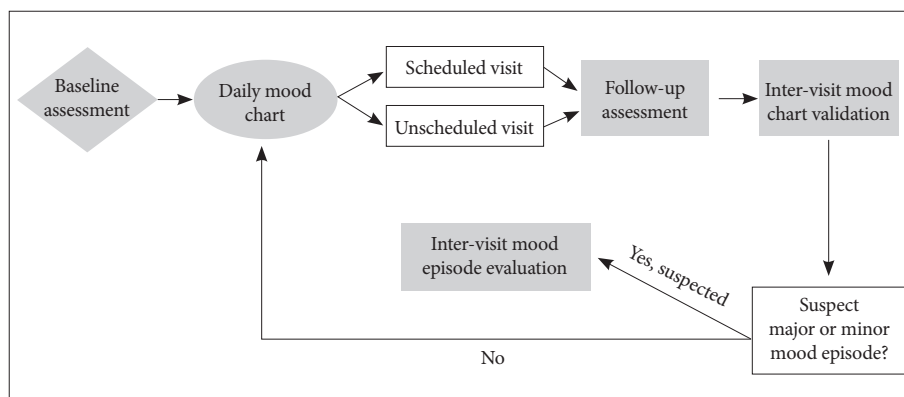 Baseline
assessment
Daily mood
chart
Scheduled visit
Unscheduled visit
Follow-up
assessment
Inter-visit mood
chart validation
Inter-visit mood
episode evaluation
Yes, suspected
Suspect
major or minor
mood episode?
No